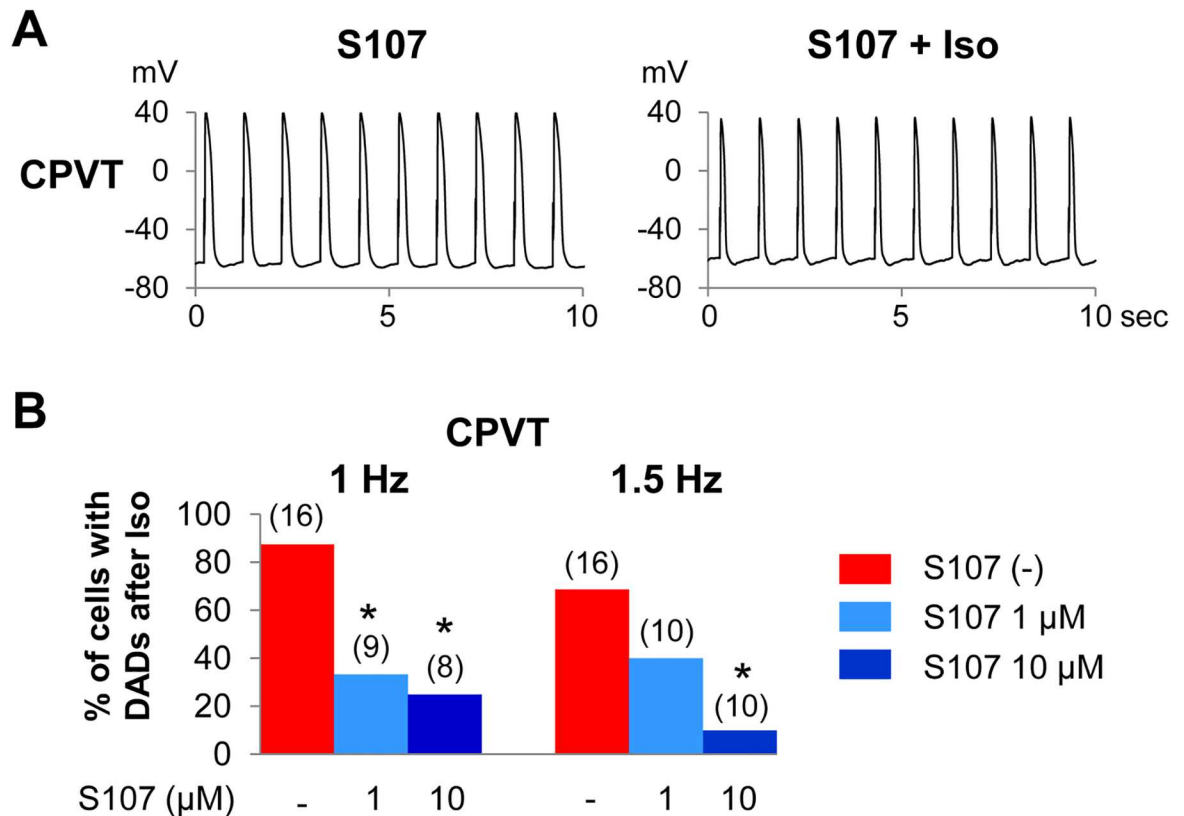 A
S107
S107 + Iso
mV
mV
CPVT
40
0
-40
-80
0
5
10
40
0
-40
-80
0
5
10 sec
B
CPVT
1 Hz
1.5 Hz
% of cells with
DADs after Iso
100
80
60
40
20
0
(16)
*
(9)
*
(8)
(16)
(10)
*
(10)
S107 (-)
S107 1 µM
S107 10 µM
S107 (µM)
-
1
10
-
1
10